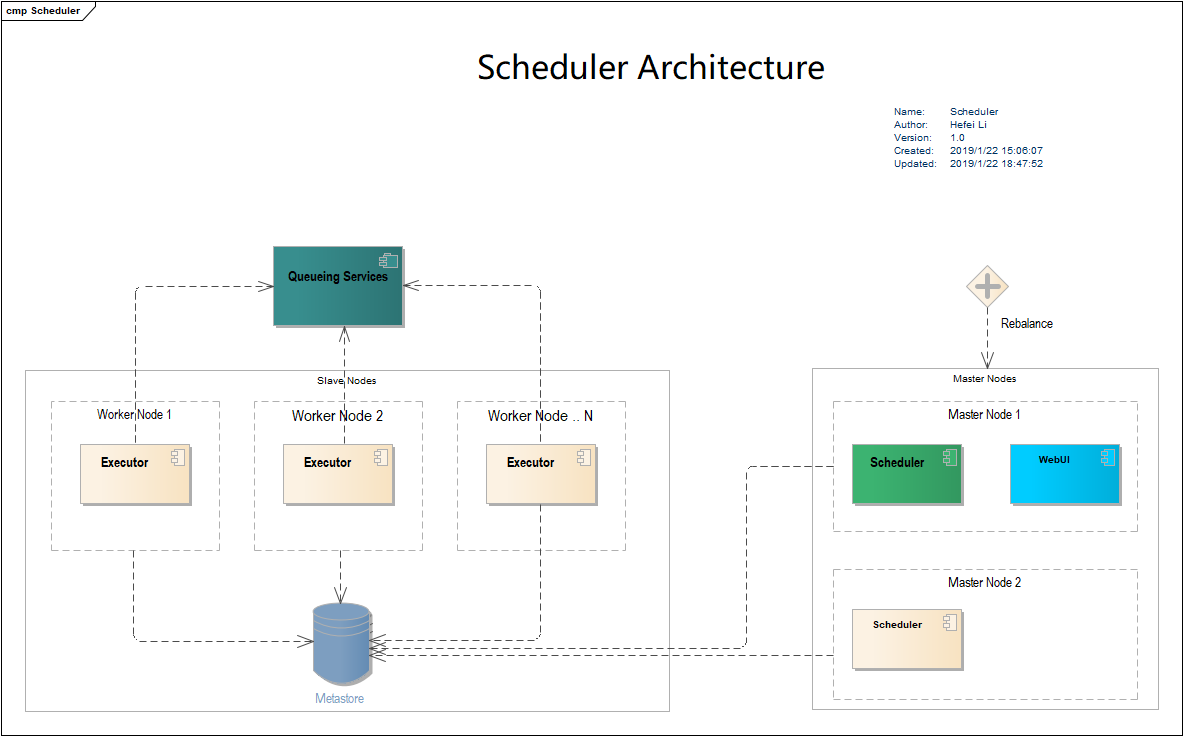 cmp Scheduler
Scheduler Architecture
Name: Scheduler
Author: Hefei Li
Version: 1.0
Created: 2019/1/22 15:06:07
Updated: 2019/1/22 18:47:52
Queueing Services
Rebalance
Slave Nodes
Worker Node 1
Executor
Worker Node 2
Executor
Worker Node .. N
Executor
Metastore
Master Nodes
Master Node 1
Scheduler
WebUI
Master Node 2
Scheduler